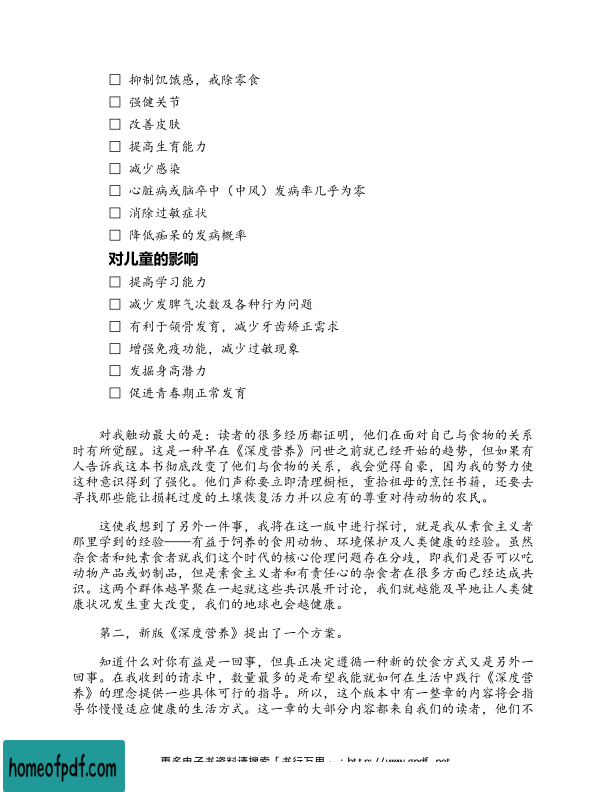 □ 抑制饥饿感，戒除零食
□ 强健关节
□ 改善皮肤
□ 提高生育能力
□ 减少感染
□ 心脏病或脑卒中（中风）发病率几乎为零
□ 消除过敏症状
□ 降低痴呆的发病概率
对儿童的影响
□ 提高学习能力
□ 减少发脾气次数及各种行为问题
□ 有利于颌骨发育，减少牙齿矫正需求
□ 增强免疫功能，减少过敏现象
□ 发掘身高潜力
□ 促进青春期正常发育
对我触动最大的是：读者的很多经历都证明，他们在面对自己与食物的关系
时有所觉醒。这是一种早在《深度营养》问世之前就已经开始的趋势，但如果有
人告诉我这本书彻底改变了他们与食物的关系，我会觉得自豪，因为我的努力使
这种意识得到了强化。他们声称要立即清理橱柜，重拾祖母的烹饪书籍，还要去
寻找那些能让损耗过度的土壤恢复活力并以应有的尊重对待动物的农民。
这使我想到了另外一件事，我将在这一版中进行探讨，就是我从素食主义者
那里学到的经验——有益于饲养的食用动物、环境保护及人类健康的经验。虽然
杂食者和纯素食者就我们这个时代的核心伦理问题存在分歧，即我们是否可以吃
动物产品或奶制品，但是素食主义者和有责任心的杂食者在很多方面已经达成共
识。这两个群体越早聚在一起就这些共识展开讨论，我们就越能及早地让人类健
康状况发生重大改变，我们的地球也会越健康。
第二，新版《深度营养》提出了一个方案。
知道什么对你有益是一回事，但真正决定遵循一种新的饮食方式又是另外一
回事。在我收到的请求中，数量最多的是希望我能就如何在生活中践行《深度营
养》的理念提供一些具体可行的指导。所以，这个版本中有一整章的内容将会指
导你慢慢适应健康的生活方式。这一章的大部分内容都来自我们的读者，他们不
homeofpdf.com